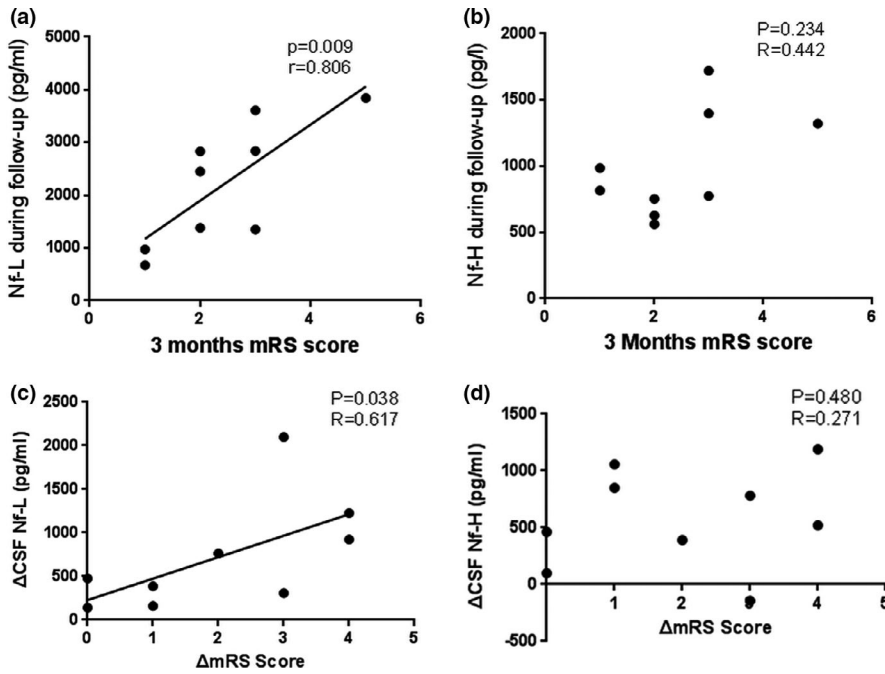 (a)
p=0.009
r=0.806
Nf-L during follow-up (pg/ml)
5000
4000
3000
2000
1000
0
0 2 4 6
3 months mRS score
(b)
P=0.234
R=0.442
Nf-H during follow-up (pg/l)
2000
1500
1000
500
0
0 2 4 6
3 Months mRS score
(c)
P=0.038
R=0.617
ΔCSF Nf-L (pg/ml)
2500
2000
1500
1000
500
0
0 1 2 3 4 5
ΔmRS Score
(d)
P=0.480
R=0.271
ΔCSF Nf-H (pg/ml)
1500
1000
500
0
-500
1 2 3 4 5
ΔmRS Score